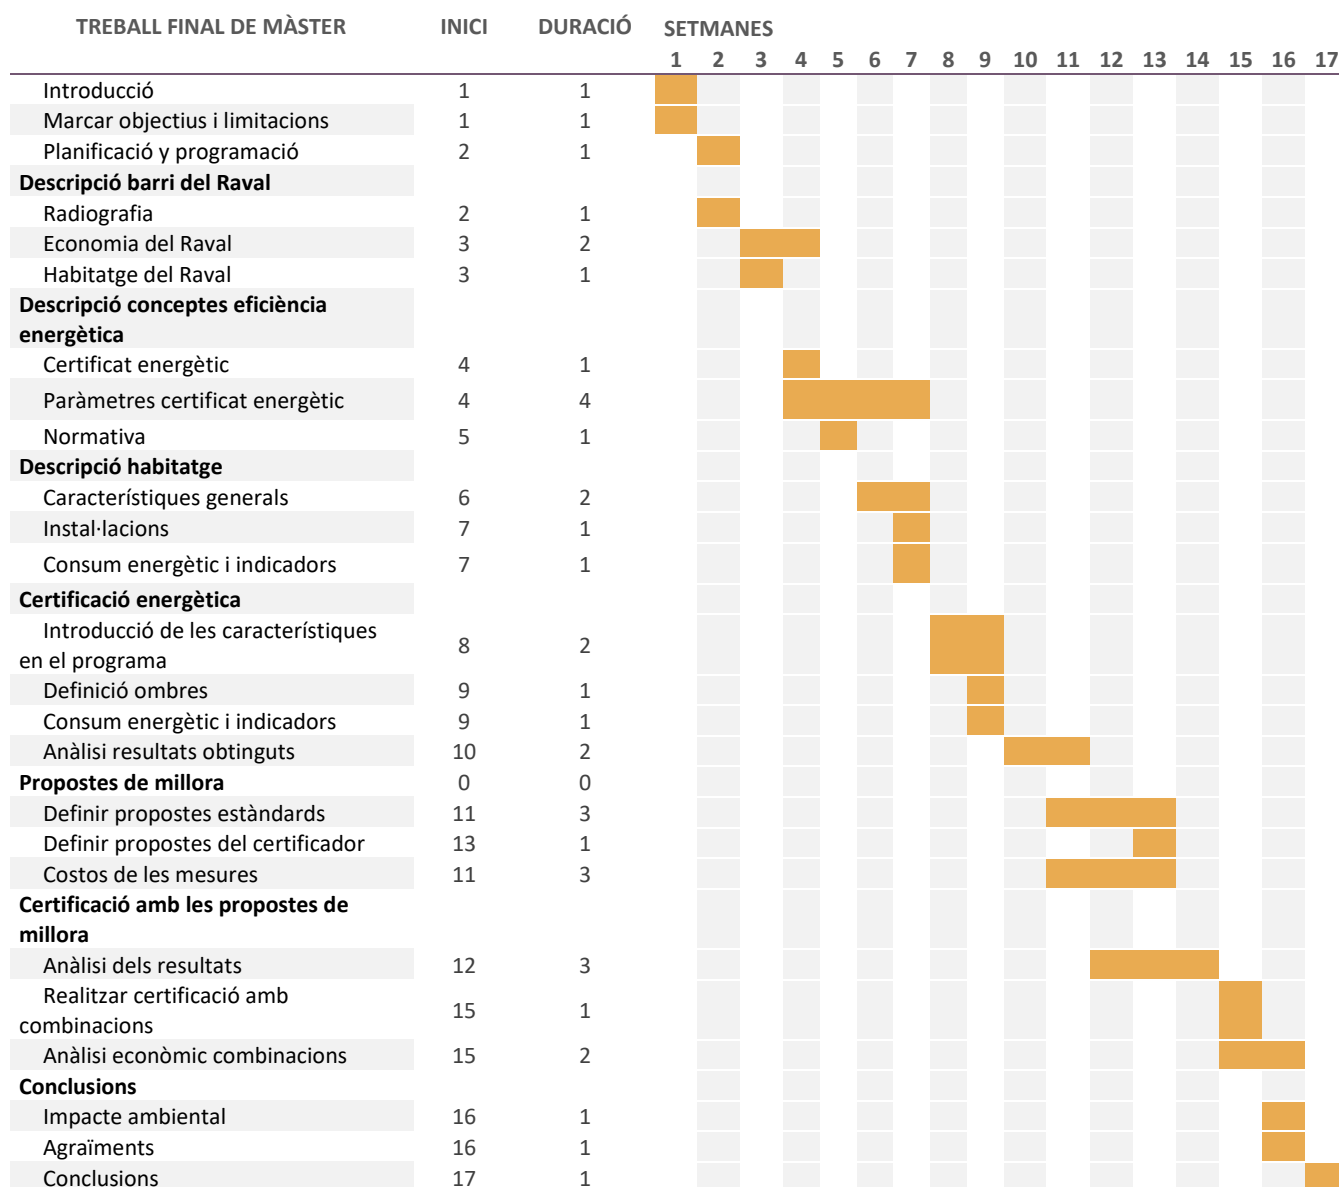 TREBALL FINAL DE MÀSTER INICI DURACIÓ SETMANES
1 2 3 4 5 6 7 8 9 10 11 12 13 14 15 16 17
Introducció 1 1
Marcar objectius i limitacions 1 1
Planificació y programació 2 1
Descripció barri del Raval
Radiografia 2 1
Economia del Raval 3 2
Habitatge del Raval 3 1
Descripció conceptes eficiència
energètica
Certificat energètic 4 1
Paràmetres certificat energètic 4 4
Normativa 5 1
Descripció habitatge
Característiques generals 6 2
Instal·lacions 7 1
Consum energètic i indicadors 7 1
Certificació energètica
Introducció de les característiques
en el programa 8 2
Definició ombres 9 1
Consum energètic i indicadors 9 1
Anàlisi resultats obtinguts 10 2
Propostes de millora 0 0
Definir propostes estàndards 11 3
Definir propostes del certificador 13 1
Costos de les mesures 11 3
Certificació amb les propostes de
millora
Anàlisi dels resultats 12 3
Realitzar certificació amb
combinacions 15 1
Anàlisi econòmic combinacions 15 2
Conclusions
Impacte ambiental 16 1
Agraïments 16 1
Conclusions 17 1